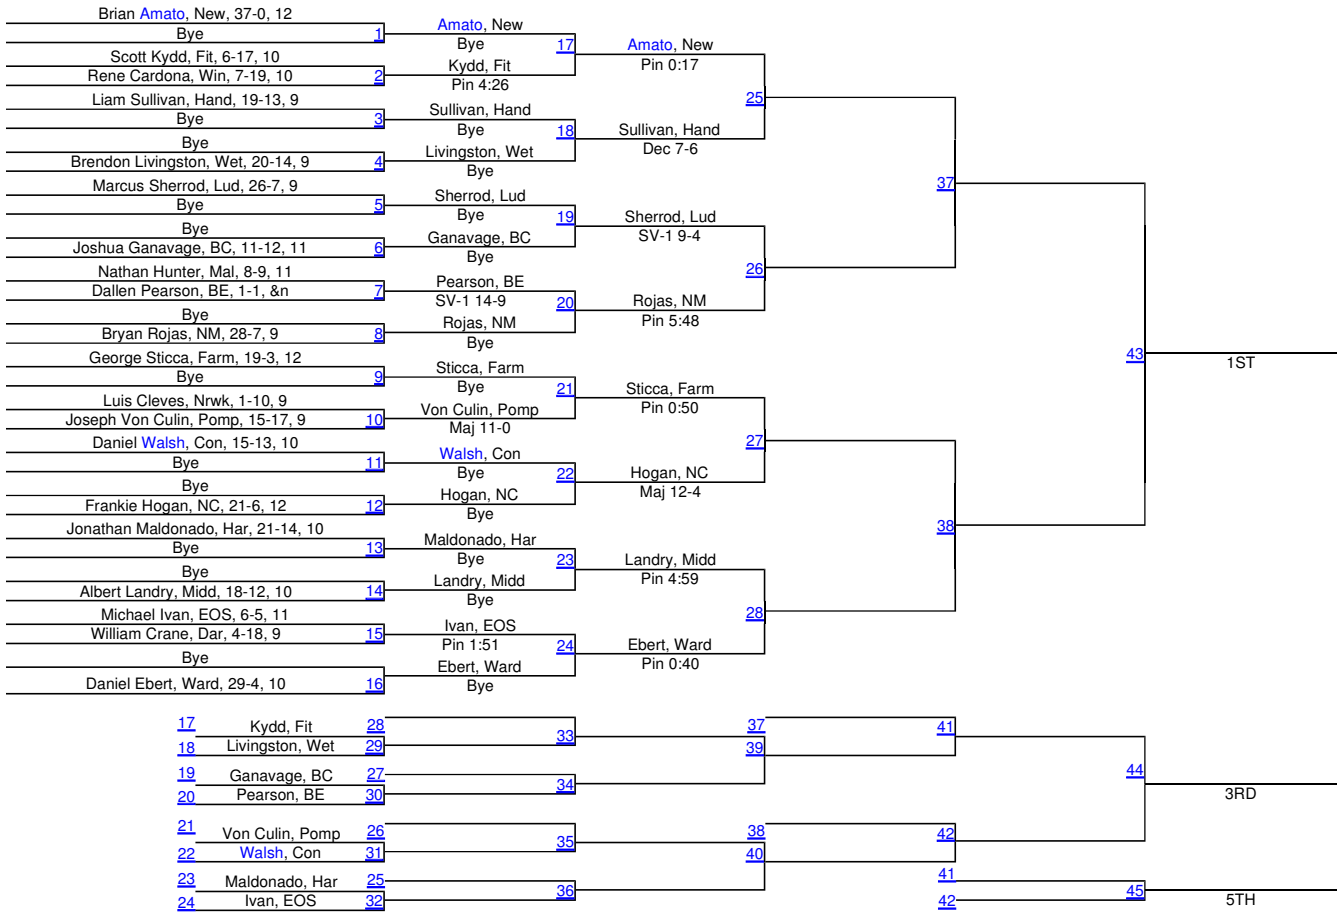 Brian Amato, New, 37-0, 12
Bye
1
Scott Kydd, Fit, 6-17, 10
Rene Cardona, Win, 7-19, 10
2
Liam Sullivan, Hand, 19-13, 9
Bye
3
Bye
Brendon Livingston, Wet, 20-14, 9
4
Marcus Sherrod, Lud, 26-7, 9
Bye
5
Bye
Joshua Ganavage, BC, 11-12, 11
6
Nathan Hunter, Mal, 8-9, 11
Dallen Pearson, BE, 1-1, &n
7
Bye
Bryan Rojas, NM, 28-7, 9
8
George Sticca, Farm, 19-3, 12
Bye
9
Luis Cleves, Nrwk, 1-10, 9
Joseph Von Culin, Pomp, 15-17, 9
10
Daniel Walsh, Con, 15-13, 10
Bye
11
Bye
Frankie Hogan, NC, 21-6, 12
12
Jonathan Maldonado, Har, 21-14, 10
Bye
13
Bye
Albert Landry, Midd, 18-12, 10
14
Michael Ivan, EOS, 6-5, 11
William Crane, Dar, 4-18, 9
15
Bye
Daniel Ebert, Ward, 29-4, 10
16
Amato, New
Bye
17
Kydd, Fit
Pin 4:26
Sullivan, Hand
Bye
18
Livingston, Wet
Bye
Sherrod, Lud
Bye
19
Ganavage, BC
Bye
Pearson, BE
SV-1 14-9
20
Rojas, NM
Bye
Sticca, Farm
Bye
21
Von Culin, Pomp
Maj 11-0
Walsh, Con
Bye
22
Hogan, NC
Bye
Maldonado, Har
Bye
23
Landry, Midd
Bye
Ivan, EOS
Pin 1:51
24
Ebert, Ward
Bye
Amato, New
Pin 0:17
25
Sullivan, Hand
Dec 7-6
Sherrod, Lud
SV-1 9-4
26
Rojas, NM
Pin 5:48
Sticca, Farm
Pin 0:50
27
Hogan, NC
Maj 12-4
Landry, Midd
Pin 4:59
28
Ebert, Ward
Pin 0:40
37
38
43
1ST
17 Kydd, Fit 28
18 Livingston, Wet 29
33
19 Ganavage, BC 27
20 Pearson, BE 30
34
37
39
41
21 Von Culin, Pomp 26
22 Walsh, Con 31
35
23 Maldonado, Har 25
24 Ivan, EOS 32
36
38
40
42
44
3RD
41
42
45
5TH